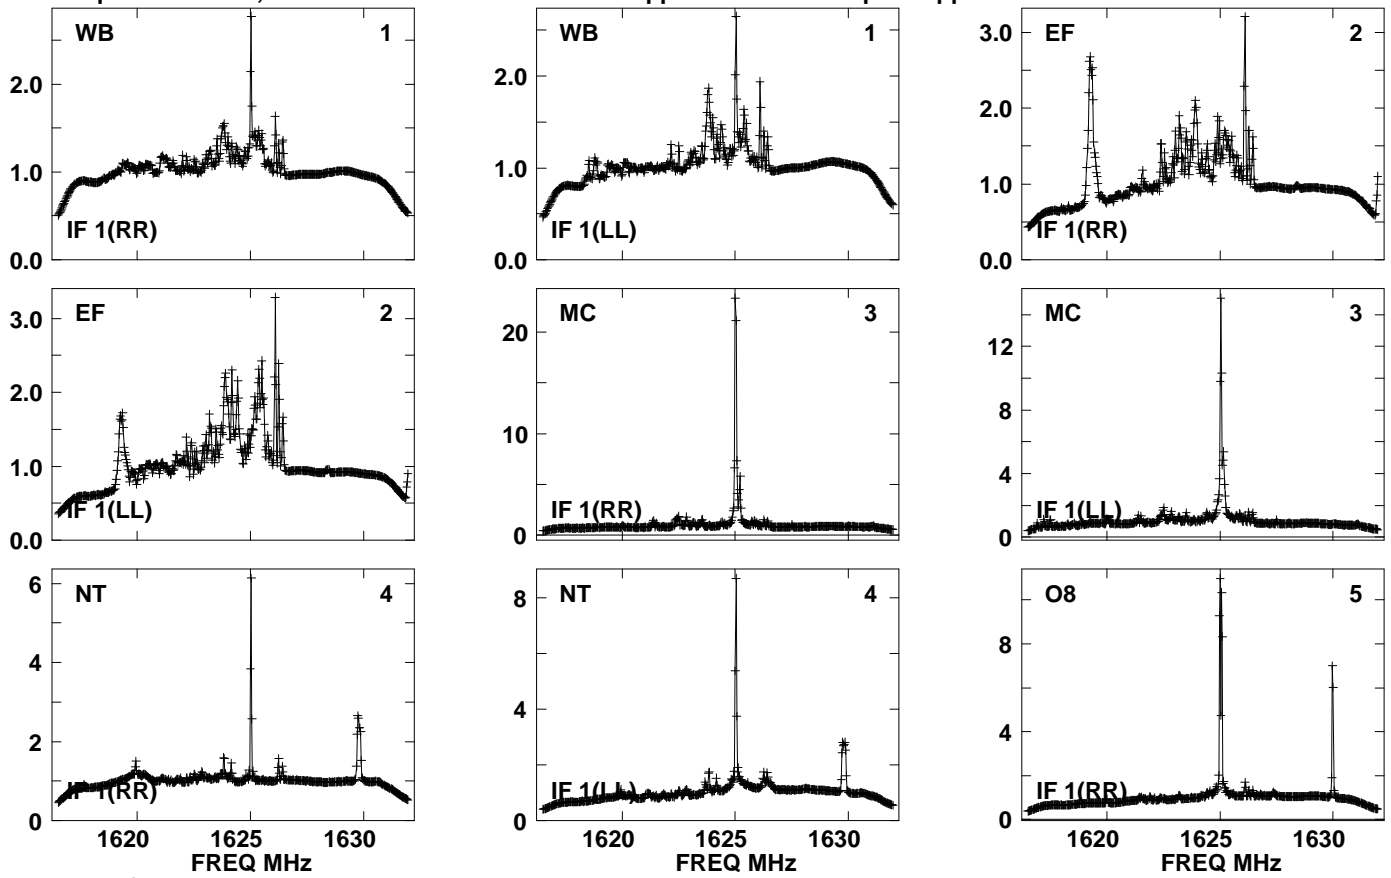 WB 1 WB 1 EF 2
3.0
2.0 2.0 2.0
1.0 1.0 1.0
IF 1(RR) IF 1(LL) IF 1(RR)
0.0 0.0 0.0
EF 2 MC 3 MC 3
3.0 20 12
2.0 8
10
1.0 4
IF 1(LL) IF 1(RR) IF 1(LL)
0.0 0 0
NT 4 NT 4 O8 5
6 8
8
4
4 4
2
IF 1(RR) IF 1(LL) IF 1(RR)
0 0 0
1620 1625 1630 1620 1625 1630 1620 1625 1630
FREQ MHz FREQ MHz FREQ MHz